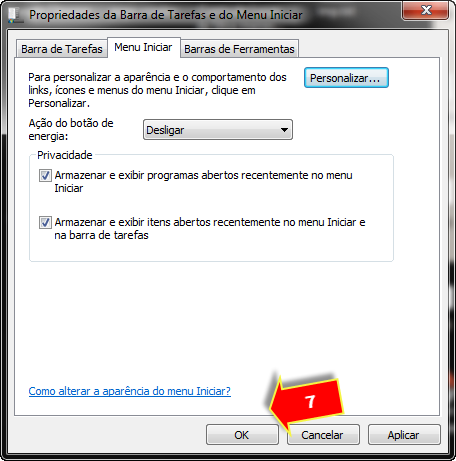 Propriedades da Barra de Tarefas e do Menu Iniciar
Barra de Tarefas
Menu Iniciar
Barras de Ferramentas
Para personalizar a aparência e o comportamento dos
links, ícones e menus do menu Iniciar, clique em
Personalizar.
Personalizar...
Ação do botão de
energia:
Desligar
Privacidade
Armazenar e exibir programas abertos recentemente no menu
Iniciar
Armazenar e exibir itens abertos recentemente no menu Iniciar e
na barra de tarefas
Como alterar a aparência do menu Iniciar?
7
OK
Cancelar
Aplicar